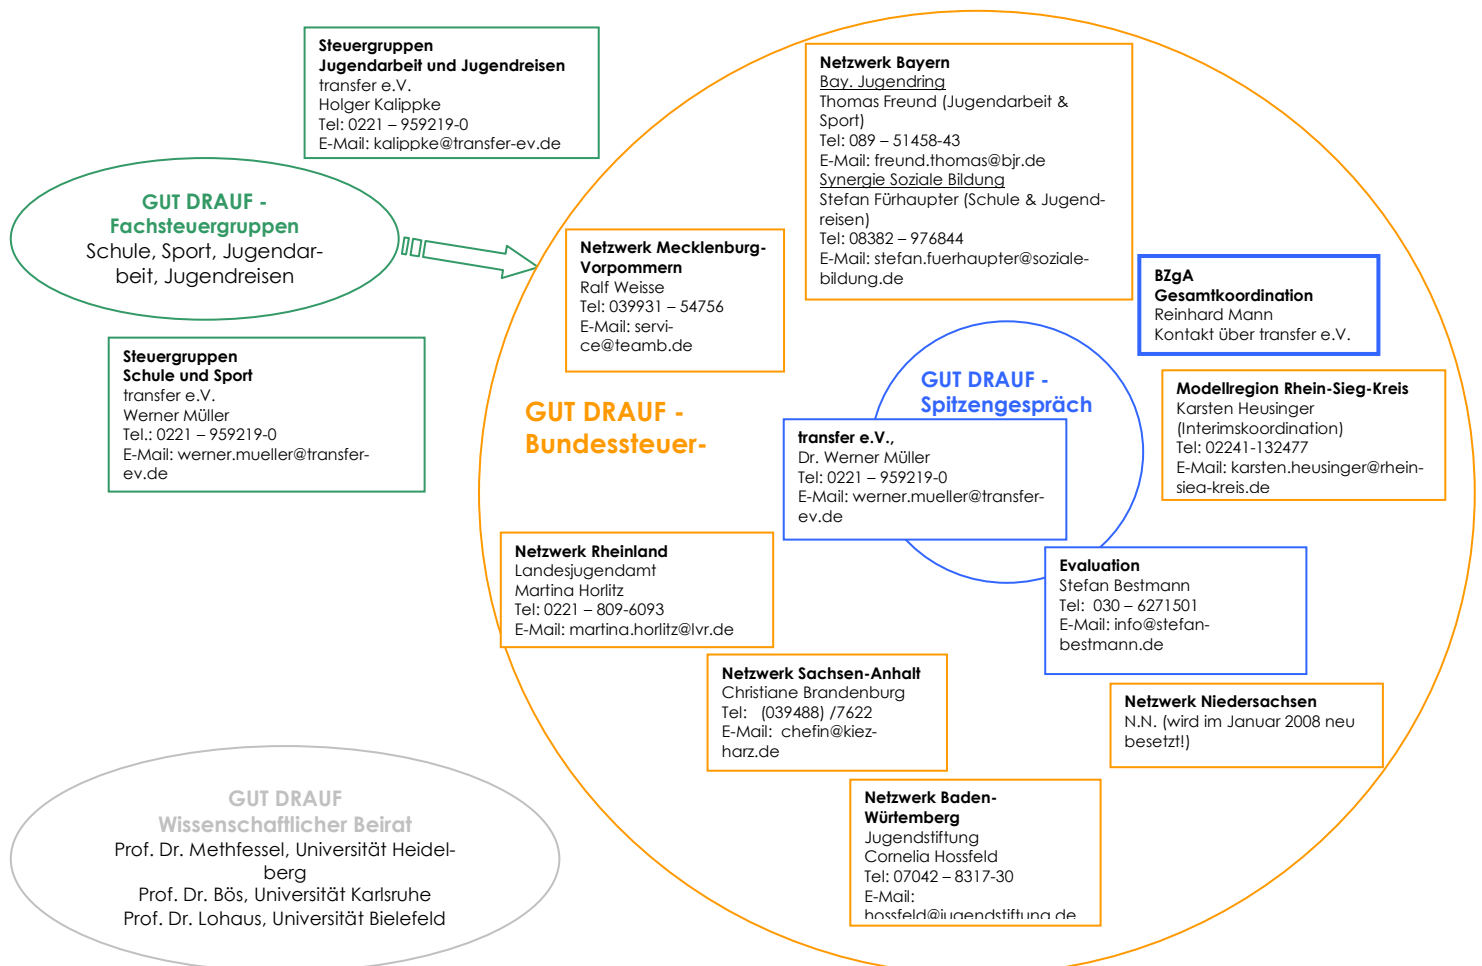 Steuergruppen
Jugendarbeit und Jugendreisen
transfer e.V.
Holger Kalippke
Tel: 0221 – 959219-0
E-Mail: kalippke@transfer-ev.de
GUT DRAUF -
Fachsteuergruppen
Schule, Sport, Jugendar-
beit, Jugendreisen
Steuergruppen
Schule und Sport
transfer e.V.
Werner Müller
Tel.: 0221 – 959219-0
E-Mail: werner.mueller@transfer-
ev.de
Netzwerk Bayern
Bay. Jugendring
Thomas Freund (Jugendarbeit &
Sport)
Tel: 089 – 51458-43
E-Mail: freund.thomas@bjr.de
Synergie Soziale Bildung
Stefan Fürhaupter (Schule & Jugend-
reisen)
Tel: 08382 – 976844
E-Mail: stefan.fuerhaupter@soziale-
bildung.de
Netzwerk Mecklenburg-
Vorpommern
Ralf Weisse
Tel: 039931 – 54756
E-Mail: servi-
ce@teamb.de
BZgA
Gesamtkoordination
Reinhard Mann
Kontakt über transfer e.V.
GUT DRAUF -
Spitzengespräch
GUT DRAUF -
Bundessteuer-
transfer e.V.,
Dr. Werner Müller
Tel: 0221 – 959219-0
E-Mail: werner.mueller@transfer-
ev.de
Modellregion Rhein-Sieg-Kreis
Karsten Heusinger
(Interimskoordination)
Tel: 02241-132477
E-Mail: karsten.heusinger@rhein-
sieg-kreis.de
Netzwerk Rheinland
Landesjugendamt
Martina Horlitz
Tel: 0221 – 809-6093
E-Mail: martina.horlitz@lvr.de
Evaluation
Stefan Bestmann
Tel: 030 – 6271501
E-Mail: info@stefan-
bestmann.de
Netzwerk Sachsen-Anhalt
Christiane Brandenburg
Tel: (039488) /7622
E-Mail: chefin@kiez-
harz.de
Netzwerk Niedersachsen
N.N. (wird im Januar 2008 neu
besetzt!)
Netzwerk Baden-
Würtemberg
Jugendstiftung
Cornelia Hossfeld
Tel: 07042 – 8317-30
E-Mail:
hossfeld@jugendstiftung.de
GUT DRAUF
Wissenschaftlicher Beirat
Prof. Dr. Methfessel, Universität Heidel-
berg
Prof. Dr. Bös, Universität Karlsruhe
Prof. Dr. Lohaus, Universität Bielefeld